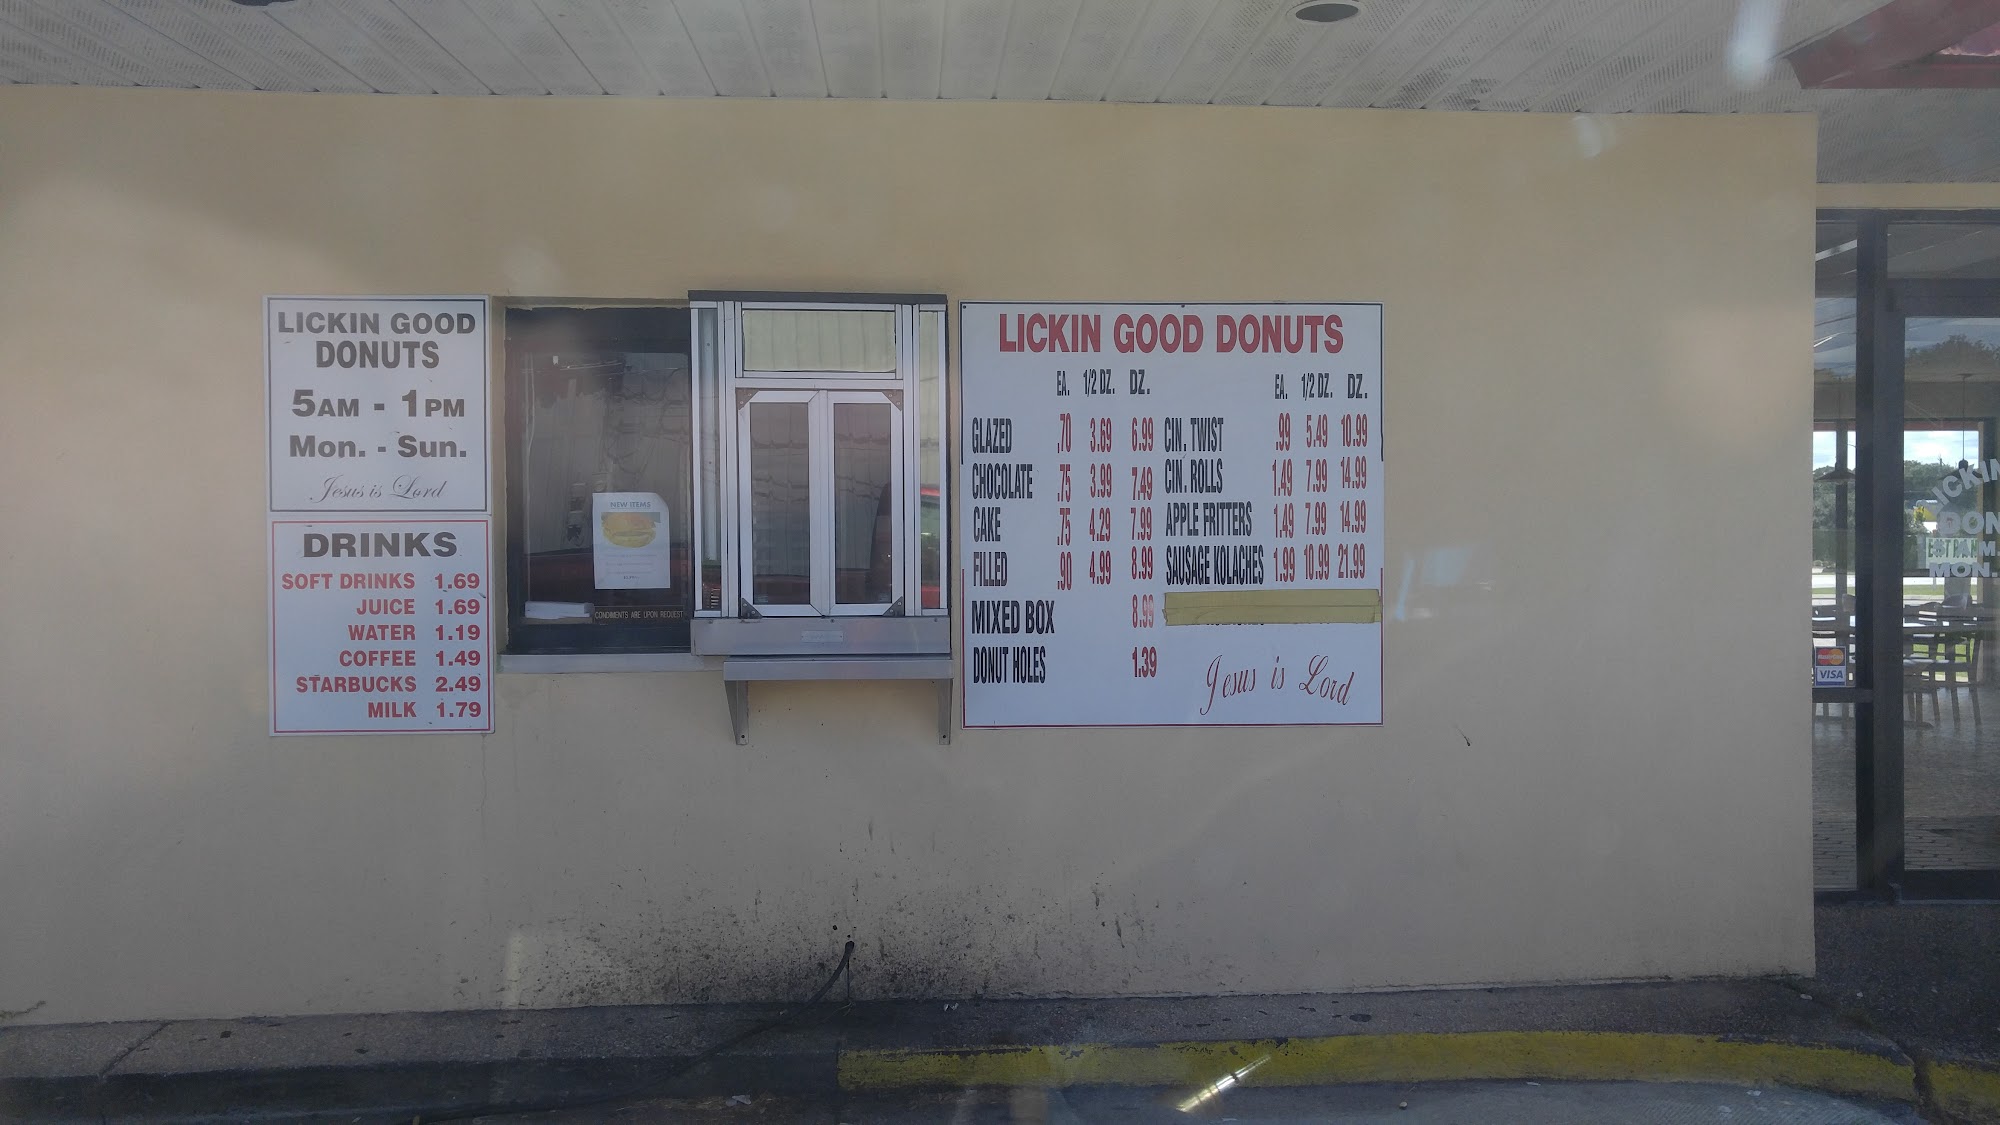 LICKIN GOOD
DONUTS
5AM - 1PM
Mon. - Sun.
Jesus is Lord
DRINKS
SOFT DRINKS 1.69
JUICE 1.69
WATER 1.19
COFFEE 1.49
STARBUCKS 2.49
MILK 1.79
NEW ITEMS
CONDIMENTS ARE UPON REQUEST
LICKIN GOOD DONUTS
EA. 1/2 DZ. DZ. EA. 1/2 DZ. DZ.
GLAZED .70 3.69 6.99 CIN. TWIST .99 5.49 10.99
CHOCOLATE .75 3.99 7.49 CIN. ROLLS 1.49 7.99 14.99
CAKE .75 4.29 7.99 APPLE FRITTERS 1.49 7.99 14.99
FILLED .90 4.99 8.99 SAUSAGE KOLACHES 1.99 10.99 21.99
MIXED BOX 8.99
DONUT HOLES 1.39
Jesus is Lord
LICKIN
DON
MON.
MasterCard
VISA